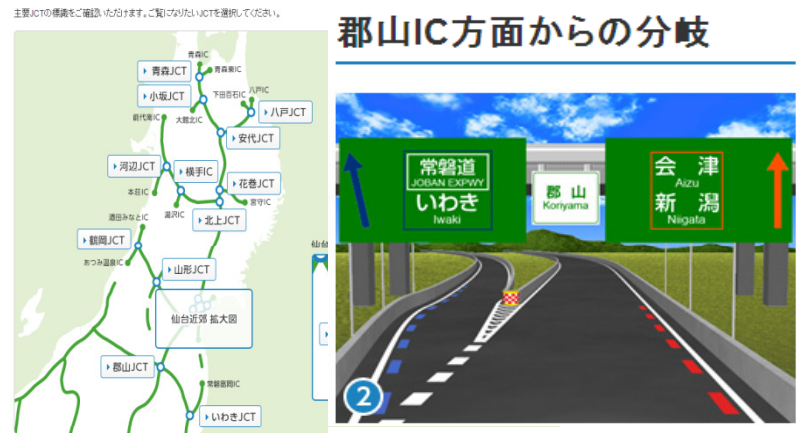 主要JCTの標識をご確認いただけます。ご覧になりたいJCTを選択してください。
青森IC
青森JCT
青森東IC
小坂JCT
下田百石IC
八戸IC
八戸JCT
能代南IC
大館北IC
安代JCT
河辺JCT
横手IC
花巻JCT
本荘IC
湯沢IC
宮守IC
北上JCT
酒田みなとIC
鶴岡JCT
仙台
あつみ温泉IC
山形JCT
仙台近郊 拡大図
郡山JCT
常磐富岡IC
いわきJCT
郡山IC方面からの分岐
常磐道
JOBAN EXPWY
いわき
Iwaki
郡山
Koriyama
会津
Aizu
新潟
Niigata
2